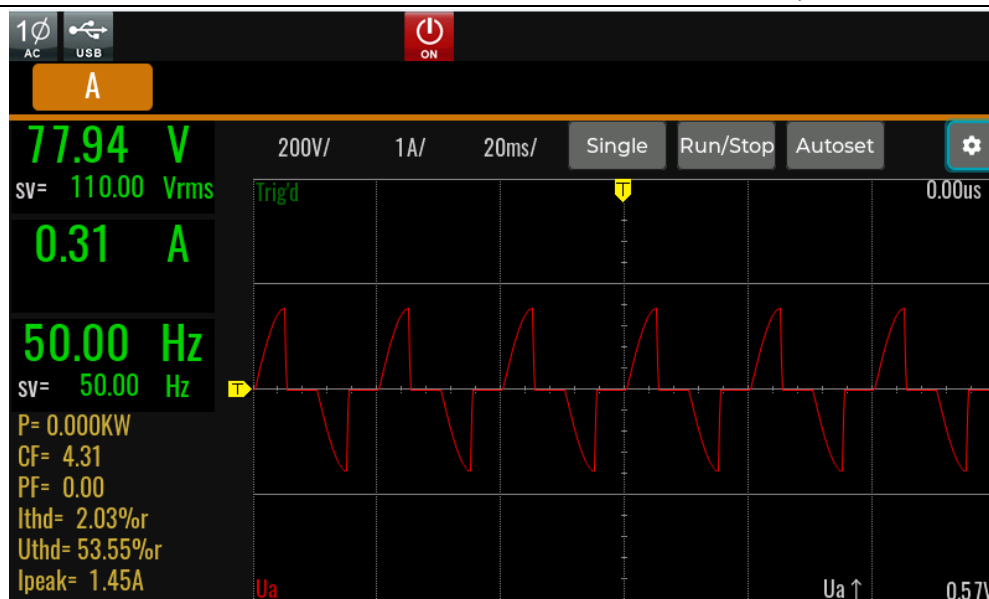 1Ø
AC
USB
ON
A
77.94 V
sv= 110.00 Vrms
0.31 A
50.00 Hz
sv= 50.00 Hz
P= 0.000KW
CF= 4.31
PF= 0.00
Ithd= 2.03%r
Uthd= 53.55%r
Ipeak= 1.45A
200V/ 1A/ 20ms/ Single Run/Stop Autoset
Trig'd T 0.00us
T
Ua Ua↑ 0.57V